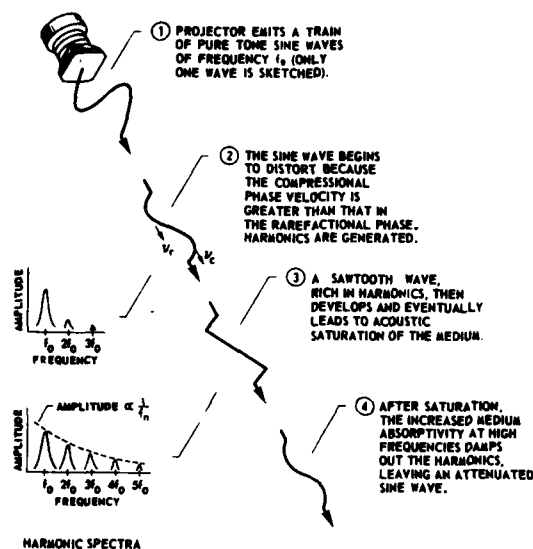 ① PROJECTOR EMITS A TRAIN
OF PURE TONE SINE WAVES
OF FREQUENCY f₀ (ONLY
ONE WAVE IS SKETCHED).
② THE SINE WAVE BEGINS
TO DISTORT BECAUSE
THE COMPRESSIONAL
PHASE VELOCITY IS
GREATER THAN THAT IN
THE RAREFACTIONAL PHASE.
HARMONICS ARE GENERATED.
νr
νc
③ A SAWTOOTH WAVE,
RICH IN HARMONICS, THEN
DEVELOPS AND EVENTUALLY
LEADS TO ACOUSTIC
SATURATION OF THE MEDIUM.
AMPLITUDE
f₀ 2f₀ 3f₀
FREQUENCY
④ AFTER SATURATION,
THE INCREASED MEDIUM
ABSORPTIVITY AT HIGH
FREQUENCIES DAMPS
OUT THE HARMONICS,
LEAVING AN ATTENUATED
SINE WAVE.
AMPLITUDE ∝ 1/fn
AMPLITUDE
f₀ 2f₀ 3f₀ 4f₀ 5f₀
FREQUENCY
HARMONIC SPECTRA